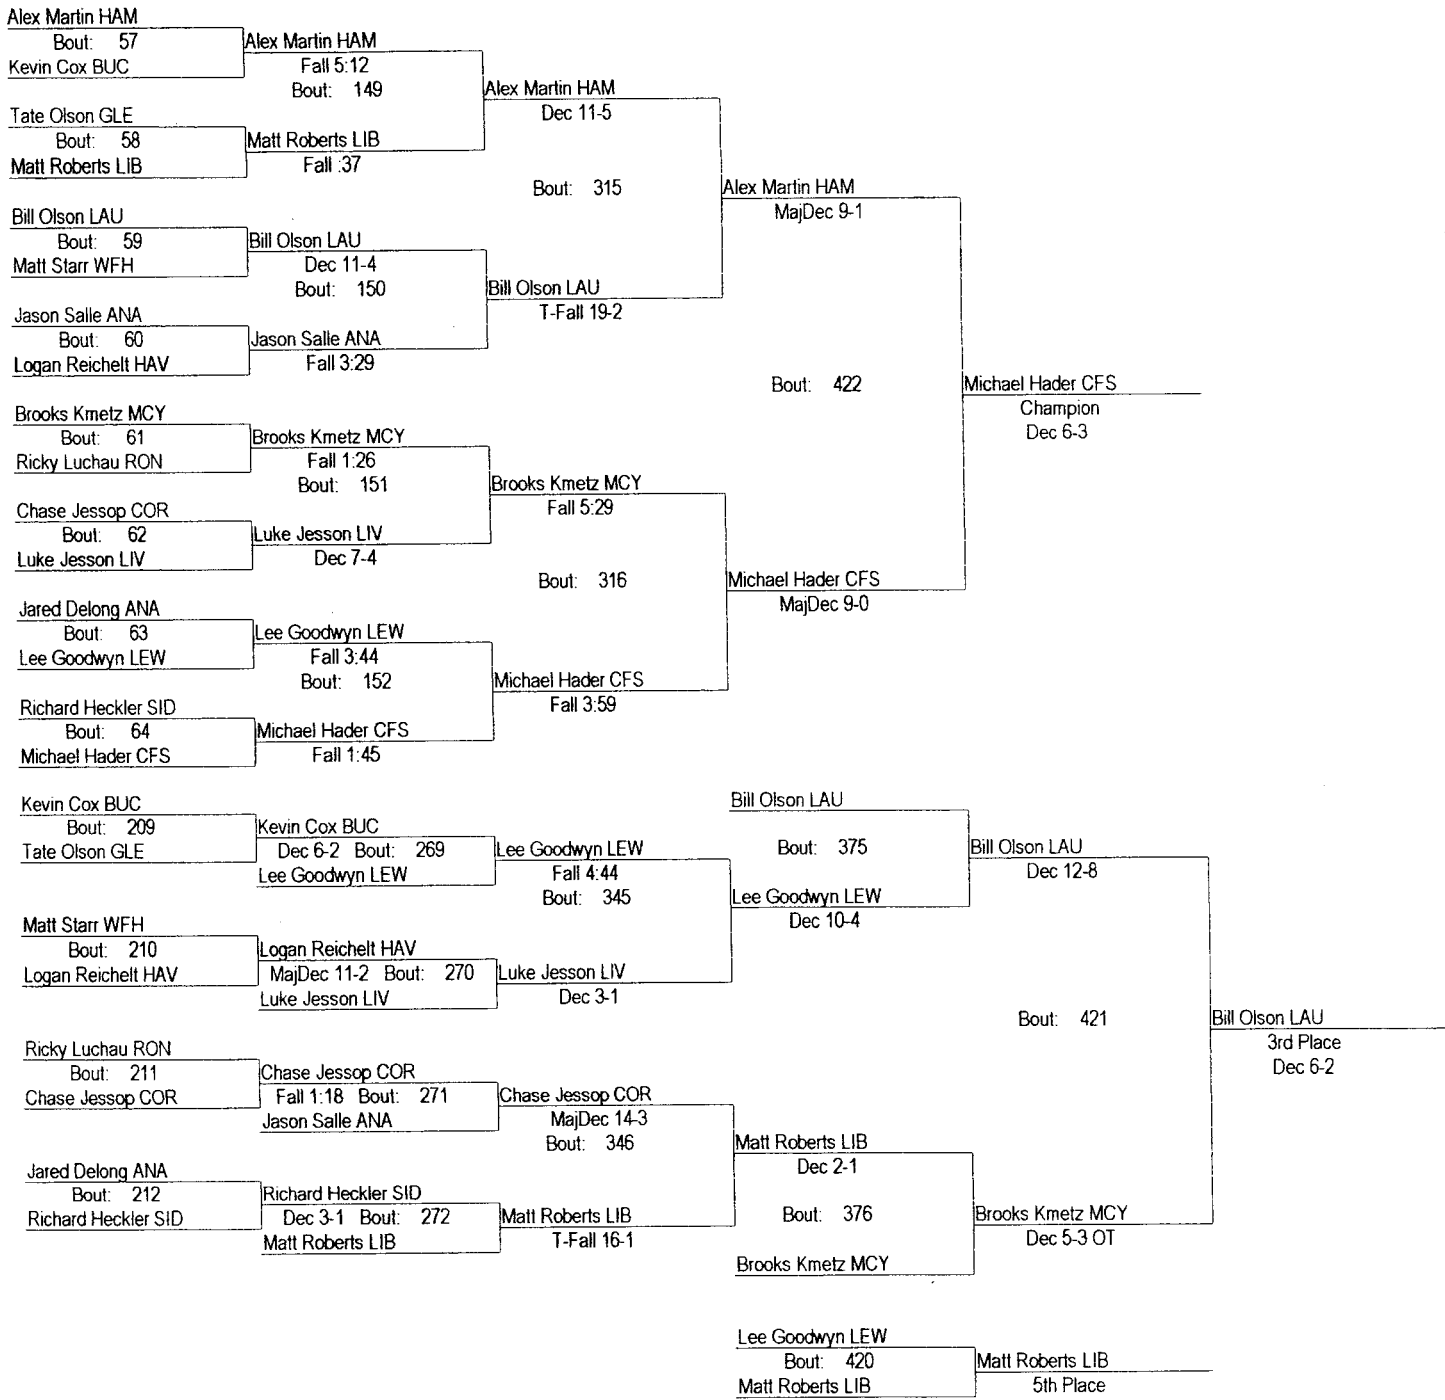 Alex Martin HAM
Bout: 57
Kevin Cox BUC
Alex Martin HAM
Fall 5:12
Bout: 149
Tate Olson GLE
Bout: 58
Matt Roberts LIB
Matt Roberts LIB
Fall :37
Alex Martin HAM
Dec 11-5
Bout: 315
Bill Olson LAU
Bout: 59
Matt Starr WFH
Bill Olson LAU
Dec 11-4
Bout: 150
Jason Salle ANA
Bout: 60
Logan Reichelt HAV
Jason Salle ANA
Fall 3:29
Bill Olson LAU
T-Fall 19-2
Alex Martin HAM
MajDec 9-1
Bout: 422
Michael Hader CFS
Champion
Dec 6-3
Brooks Kmetz MCY
Bout: 61
Ricky Luchau RON
Brooks Kmetz MCY
Fall 1:26
Bout: 151
Chase Jessop COR
Bout: 62
Luke Jesson LIV
Luke Jesson LIV
Dec 7-4
Brooks Kmetz MCY
Fall 5:29
Bout: 316
Jared Delong ANA
Bout: 63
Lee Goodwyn LEW
Lee Goodwyn LEW
Fall 3:44
Bout: 152
Richard Heckler SID
Bout: 64
Michael Hader CFS
Michael Hader CFS
Fall 1:45
Michael Hader CFS
Fall 3:59
Michael Hader CFS
MajDec 9-0
Kevin Cox BUC
Bout: 209
Tate Olson GLE
Kevin Cox BUC
Dec 6-2 Bout: 269
Lee Goodwyn LEW
Lee Goodwyn LEW
Fall 4:44
Bout: 345
Matt Starr WFH
Bout: 210
Logan Reichelt HAV
Logan Reichelt HAV
MajDec 11-2 Bout: 270
Luke Jesson LIV
Luke Jesson LIV
Dec 3-1
Bill Olson LAU
Bout: 375
Lee Goodwyn LEW
Dec 10-4
Bill Olson LAU
Dec 12-8
Bout: 421
Bill Olson LAU
3rd Place
Dec 6-2
Ricky Luchau RON
Bout: 211
Chase Jessop COR
Chase Jessop COR
Fall 1:18 Bout: 271
Jason Salle ANA
Chase Jessop COR
MajDec 14-3
Bout: 346
Jared Delong ANA
Bout: 212
Richard Heckler SID
Richard Heckler SID
Dec 3-1 Bout: 272
Matt Roberts LIB
Matt Roberts LIB
T-Fall 16-1
Matt Roberts LIB
Dec 2-1
Bout: 376
Brooks Kmetz MCY
Brooks Kmetz MCY
Dec 5-3 OT
Lee Goodwyn LEW
Bout: 420
Matt Roberts LIB
Matt Roberts LIB
5th Place